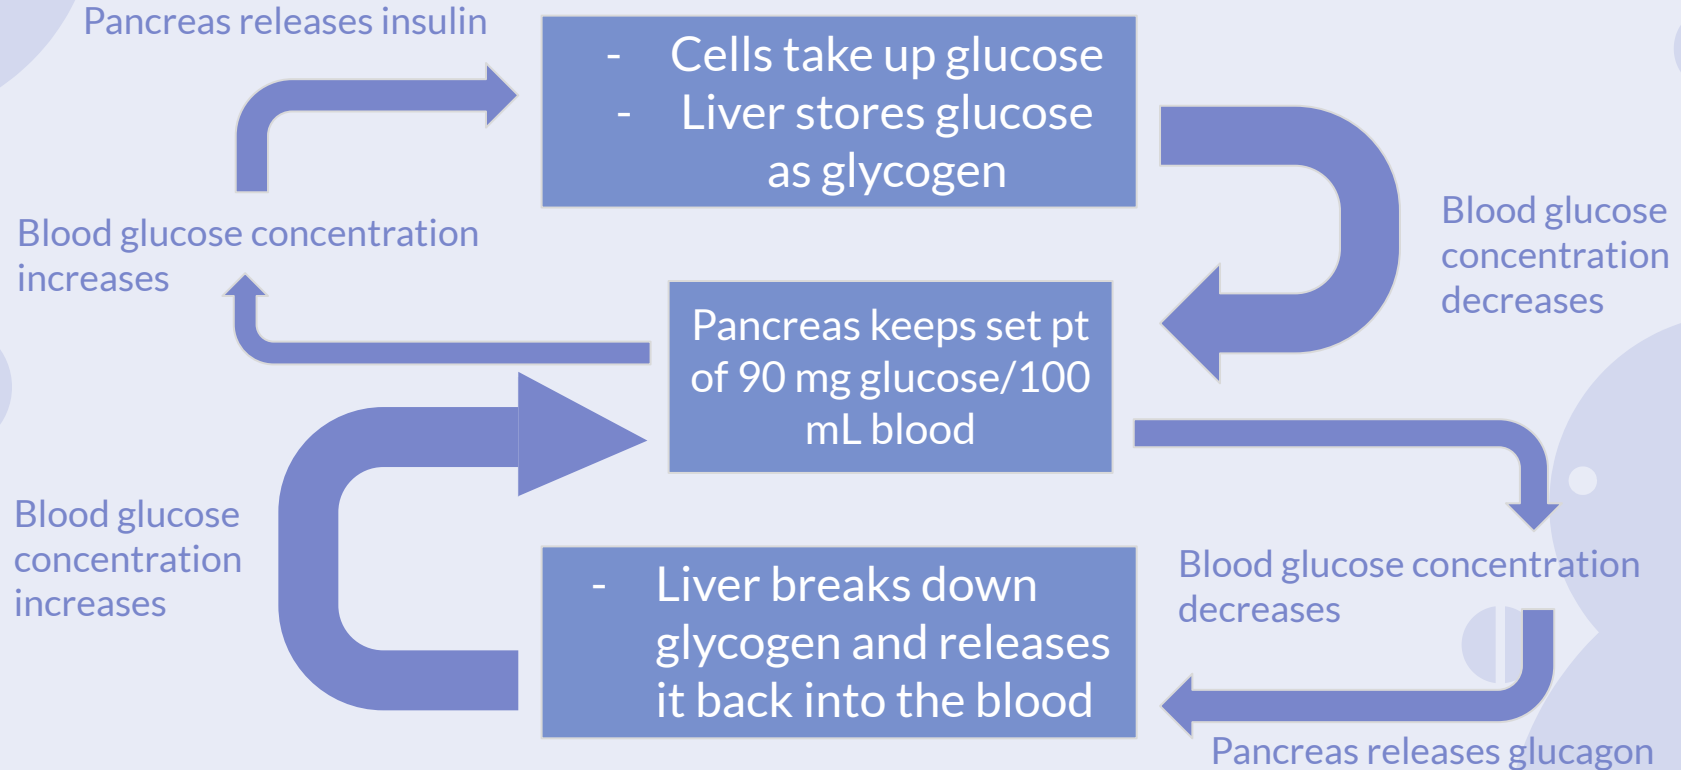 Pancreas releases insulin
- Cells take up glucose
- Liver stores glucose
as glycogen
Blood glucose concentration
increases
Blood glucose
concentration
decreases
Pancreas keeps set pt
of 90 mg glucose/100
mL blood
Blood glucose
concentration
increases
- Liver breaks down
glycogen and releases
it back into the blood
Blood glucose concentration
decreases
Pancreas releases glucagon